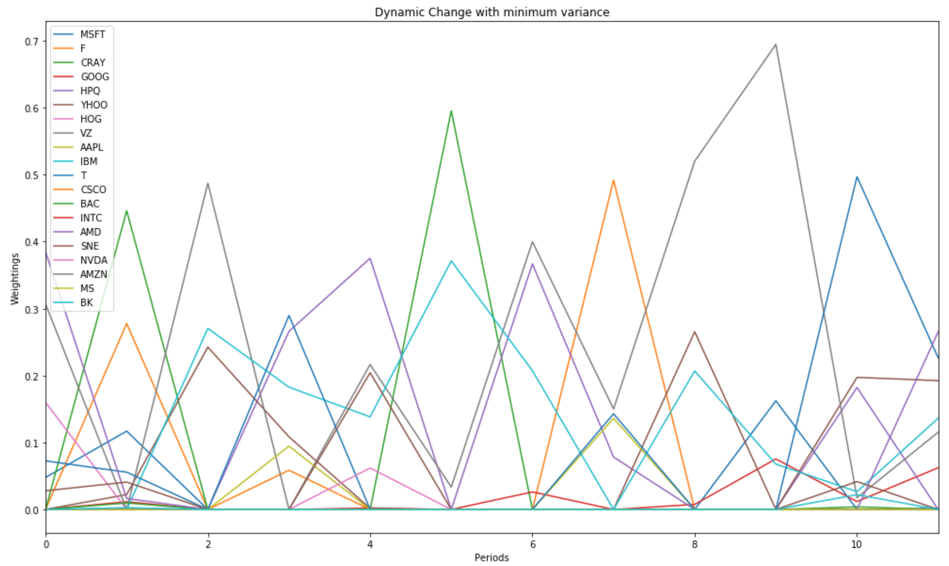 Dynamic Change with minimum variance
0.7
0.6
0.5
0.4
0.3
0.2
0.1
0.0
Weightings
MSFT
F
CRAY
GOOG
HPQ
YHOO
HOG
VZ
AAPL
IBM
T
CSCO
BAC
INTC
AMD
SNE
NVDA
AMZN
MS
BK
0 2 4 6 8 10
Periods